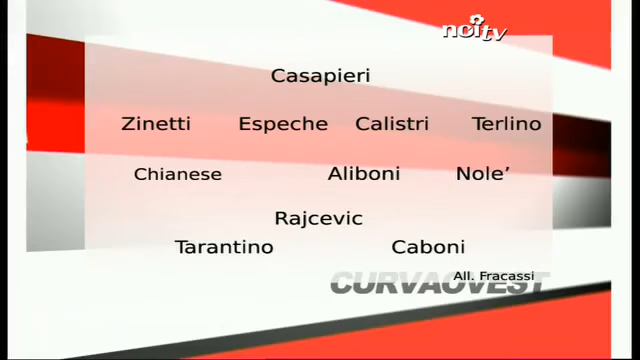 noitv
Casapieri
Zinetti Espeche Calistri Terlino
Chianese Aliboni Nole’
Rajcevic
Tarantino Caboni
All. Fracassi
CURVAOVEST